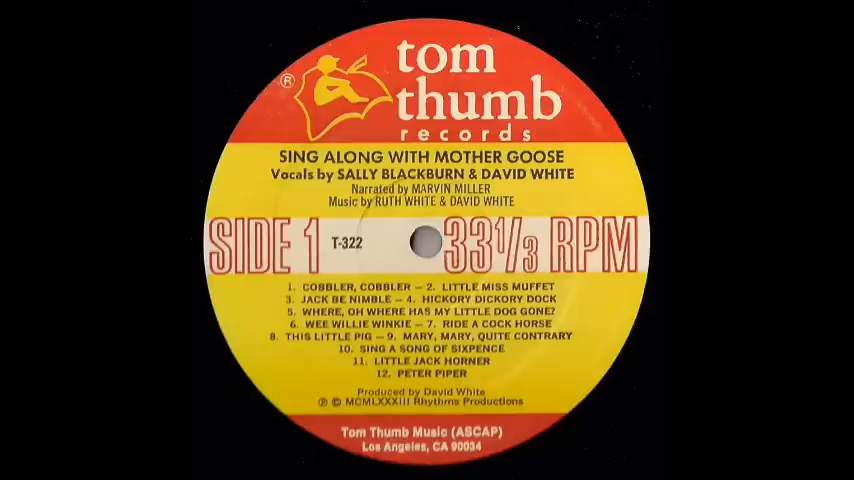 tom
thumb
records
®
SING ALONG WITH MOTHER GOOSE
Vocals by SALLY BLACKBURN & DAVID WHITE
Narrated by MARVIN MILLER
Music by RUTH WHITE & DAVID WHITE
SIDE 1 T-322 33 1/3 RPM
1. COBBLER, COBBLER – 2. LITTLE MISS MUFFET
3. JACK BE NIMBLE – 4. HICKORY DICKORY DOCK
5. WHERE, OH WHERE HAS MY LITTLE DOG GONE?
6. WEE WILLIE WINKIE – 7. RIDE A COCK HORSE
8. THIS LITTLE PIG – 9. MARY, MARY, QUITE CONTRARY
10. SING A SONG OF SIXPENCE
11. LITTLE JACK HORNER
12. PETER PIPER
Produced by David White
℗ © MCMLXXXIII Rhythms Productions
Tom Thumb Music (ASCAP)
Los Angeles, CA 90034